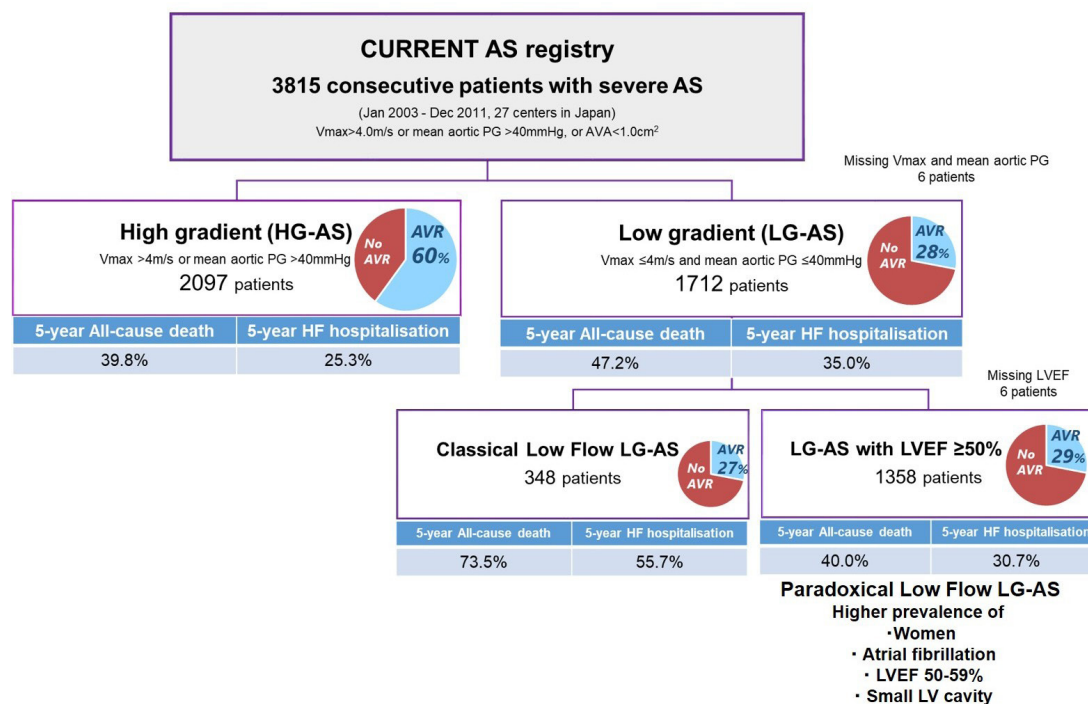 CURRENT AS registry
3815 consecutive patients with severe AS
(Jan 2003 - Dec 2011, 27 centers in Japan)
Vmax>4.0m/s or mean aortic PG >40mmHg, or AVA<1.0cm²
Missing Vmax and mean aortic PG
6 patients
High gradient (HG-AS)
Vmax >4m/s or mean aortic PG >40mmHg
2097 patients
No
AVR
AVR
60%
5-year All-cause death
5-year HF hospitalisation
39.8%
25.3%
Low gradient (LG-AS)
Vmax ≤4m/s and mean aortic PG ≤40mmHg
1712 patients
No
AVR
AVR
28%
5-year All-cause death
5-year HF hospitalisation
47.2%
35.0%
Missing LVEF
6 patients
Classical Low Flow LG-AS
348 patients
No
AVR
AVR
27%
5-year All-cause death
5-year HF hospitalisation
73.5%
55.7%
LG-AS with LVEF ≥50%
1358 patients
No
AVR
AVR
29%
5-year All-cause death
5-year HF hospitalisation
40.0%
30.7%
Paradoxical Low Flow LG-AS
Higher prevalence of
・Women
・Atrial fibrillation
・LVEF 50-59%
・Small LV cavity